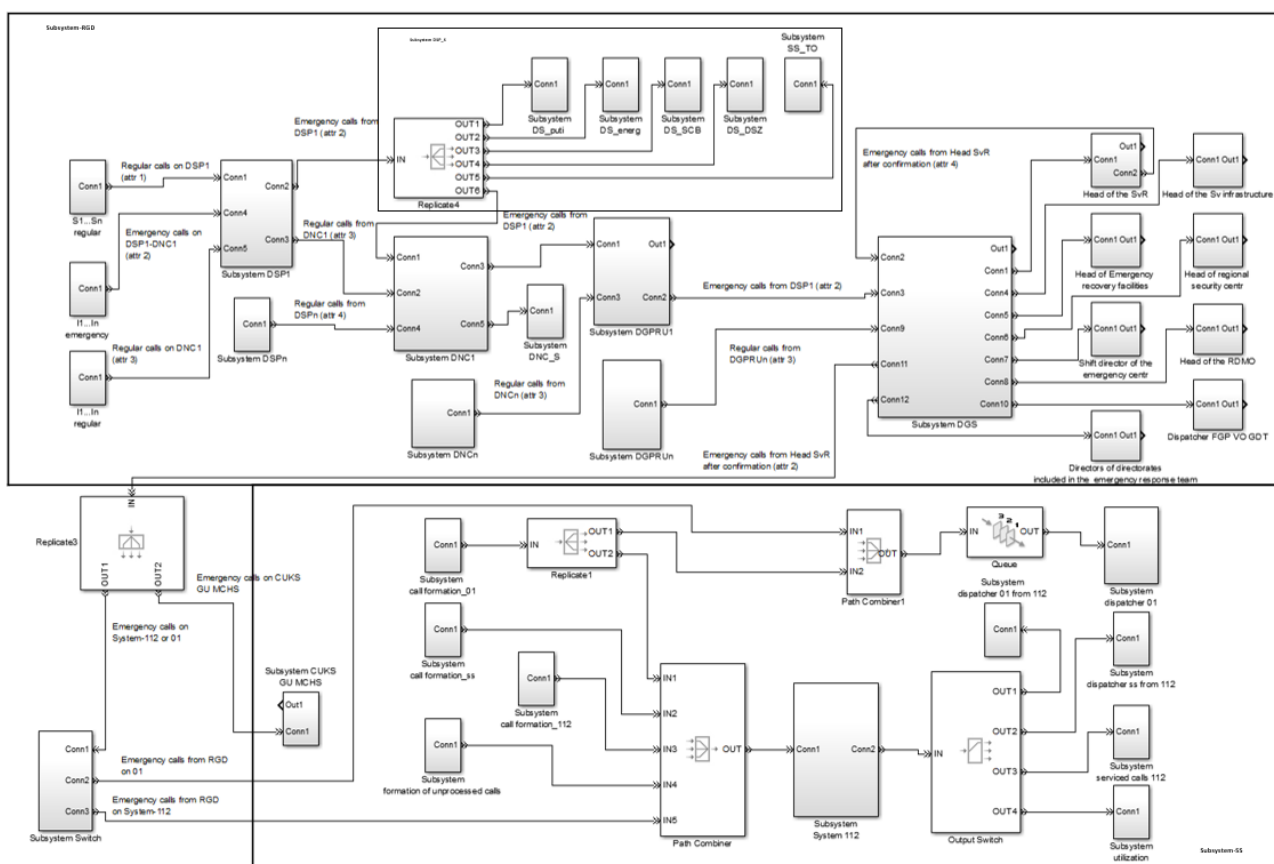 Subsystem-RGD
Subsystem DSP_A
Subsystem
SS_TO
Conn1
Conn1
Conn1
Conn1
Conn1
Subsystem
DS_puti
Subsystem
DS_energ
Subsystem
DS_SCB
Subsystem
DS_DSZ
Emergency calls from
DSP1 (attr 2)
IN
OUT1
OUT2
OUT3
OUT4
OUT5
OUT6
Replicate4
Regular calls on DSP1
(attr 1)
Conn1
S1...Sn
regular
Conn1
Conn4
Conn5
Conn2
Conn3
Subsystem DSP1
Emergency calls on
DSP1-DNC1
(attr 2)
Conn1
I1...In
emergency
Regular calls on DNC1
(attr 3)
Conn1
I1...In
regular
Regular calls from
DNC1 (attr 3)
Regular calls from
DSPn (attr 4)
Conn1
Subsystem DSPn
Conn1
Conn2
Conn4
Conn3
Conn5
Subsystem DNC1
Emergency calls from
DSP1 (attr 2)
Conn1
Subsystem
DNC_S
Conn1
Conn3
Out1
Conn2
Subsystem DGPRU1
Conn1
Subsystem DNCn
Regular calls from
DNCn (attr 3)
Conn1
Subsystem DGPRUn
Emergency calls from DSP1 (attr 2)
Regular calls from
DGPRUn (attr 3)
Emergency calls from Head SvR
after confirmation (attr 4)
Emergency calls from Head SvR
after confirmation (attr 2)
Conn2
Conn3
Conn9
Conn11
Conn12
Out1
Conn1
Conn4
Conn5
Conn6
Conn7
Conn8
Conn10
Subsystem DGS
Conn1
Out1
Conn2
Head of the SvR
Conn1 Out1
Head of the Sv infrastructure
Conn1 Out1
Head of Emergency
recovery facilities
Conn1 Out1
Head of regional
security centr
Conn1 Out1
Shift director of the
emergency centr
Conn1 Out1
Head of the RDMO
Conn1 Out1
Dispatcher FGP VO GDT
Conn1 Out1
Directors of directorates
included in the emergency response team
IN
Replicate3
OUT1
OUT2
Emergency calls on CUKS
GU MCHS
Emergency calls on
System-112 or 01
Subsystem CUKS
GU MCHS
Out1
Conn1
Conn1
Conn2
Conn3
Subsystem Switch
Emergency calls from RGD
on 01
Emergency calls from RGD
on System-112
Conn1
Subsystem
call formation_01
IN
OUT1
OUT2
Replicate1
Conn1
Subsystem
call formation_ss
Conn1
Subsystem
call formation_112
Conn1
Subsystem
formation of unprocessed calls
IN1
IN2
OUT
Path Combiner1
IN
OUT
Queue
Conn1
Subsystem
dispatcher 01
Subsystem
dispatcher 01 from 112
Conn1
Conn1
Subsystem
dispatcher ss from 112
Conn1
Subsystem
serviced calls 112
Conn1
Subsystem
utilization
IN1
IN2
IN3
IN4
IN5
OUT
Path Combiner
Conn1
Conn2
Subsystem
System 112
IN
OUT1
OUT2
OUT3
OUT4
Output Switch
Subsystem-SS